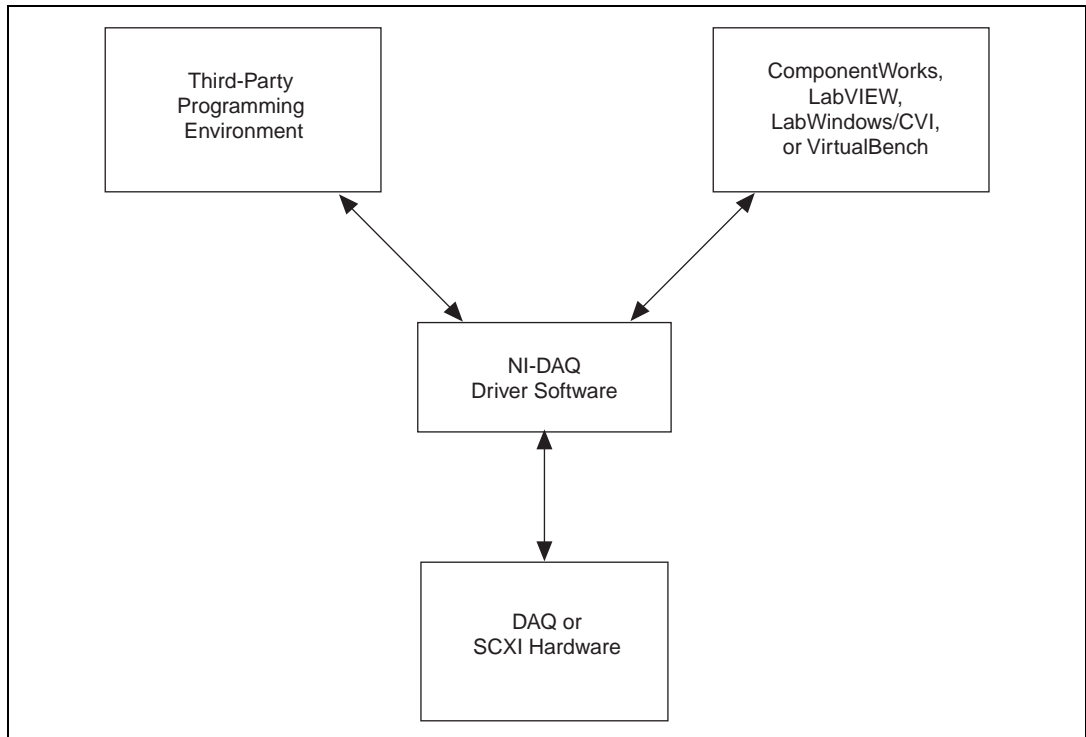 Third-Party
Programming
Environment
ComponentWorks,
LabVIEW,
LabWindows/CVI,
or VirtualBench
NI-DAQ
Driver Software
DAQ or
SCXI Hardware